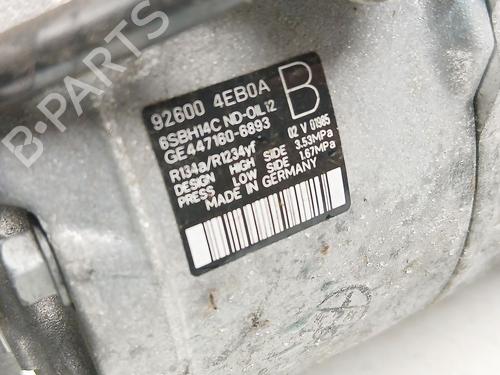 B-PARTS
92600 4EB0A B
6SBH14C ND-OIL12
GE447160-6893 02 V 01985
R134a/R1234yf
DESIGN HIGH SIDE 3.53MPa
PRESS LOW SIDE 1.67MPa
MADE IN GERMANY